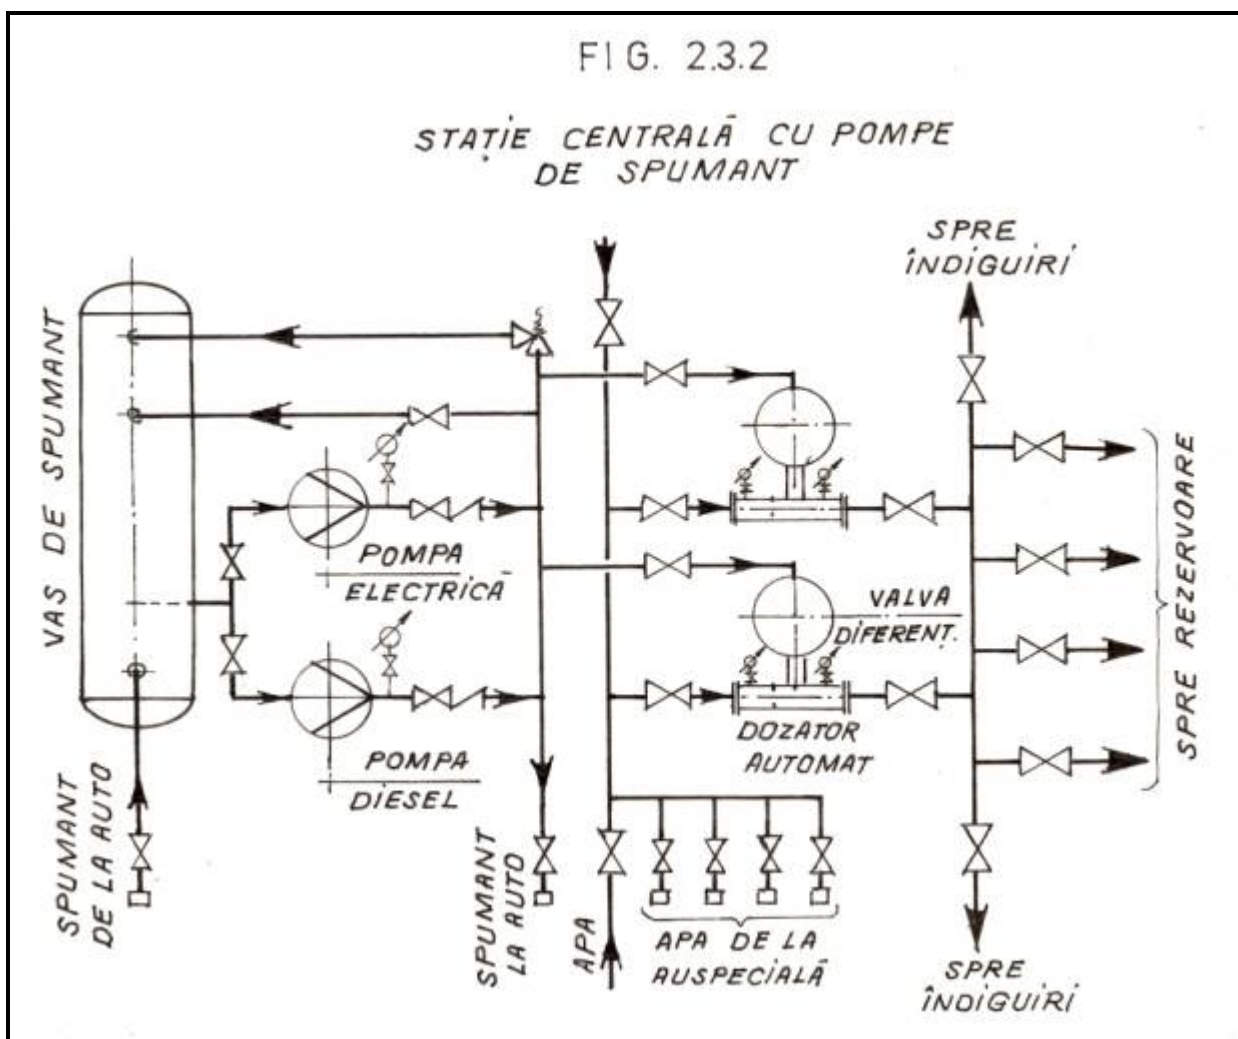 FIG. 2.3.2
STAȚIE CENTRALĂ CU POMPE
DE SPUMANT
SPRE
ÎNDIGUIRI
VAS DE SPUMANT
POMPA
ELECTRICĂ
VALVA
DIFERENȚ.
SPRE REZERVOARE
POMPA
DIESEL
DOZATOR
AUTOMAT
SPUMANT
DE LA AUTO
SPUMANT
LA AUTO
APA
APA DE LA
AUSPECIALĂ
SPRE
ÎNDIGUIRI